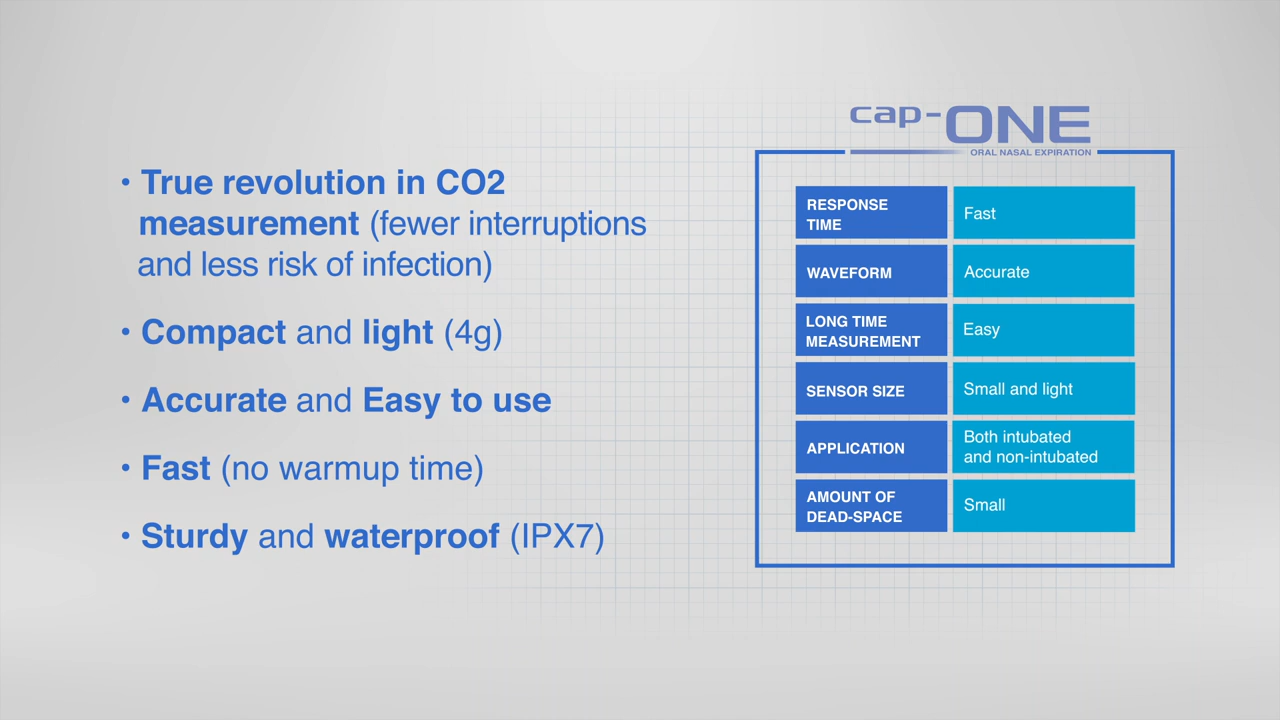 • True revolution in CO2
measurement (fewer interruptions
and less risk of infection)
• Compact and light (4g)
• Accurate and Easy to use
• Fast (no warmup time)
• Sturdy and waterproof (IPX7)
cap-ONE
ORAL NASAL EXPIRATION
RESPONSE
TIME
Fast
WAVEFORM
Accurate
LONG TIME
MEASUREMENT
Easy
SENSOR SIZE
Small and light
APPLICATION
Both intubated
and non-intubated
AMOUNT OF
DEAD-SPACE
Small